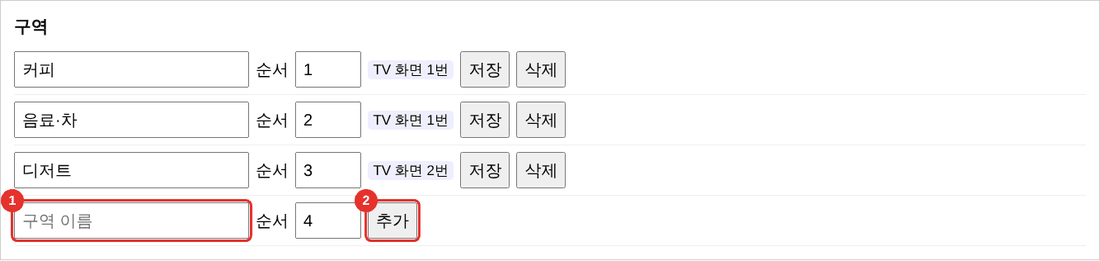 구역
커피 순서 1 TV 화면 1번 저장 삭제
음료·차 순서 2 TV 화면 1번 저장 삭제
디저트 순서 3 TV 화면 2번 저장 삭제
1 구역 이름 순서 4 2 추가